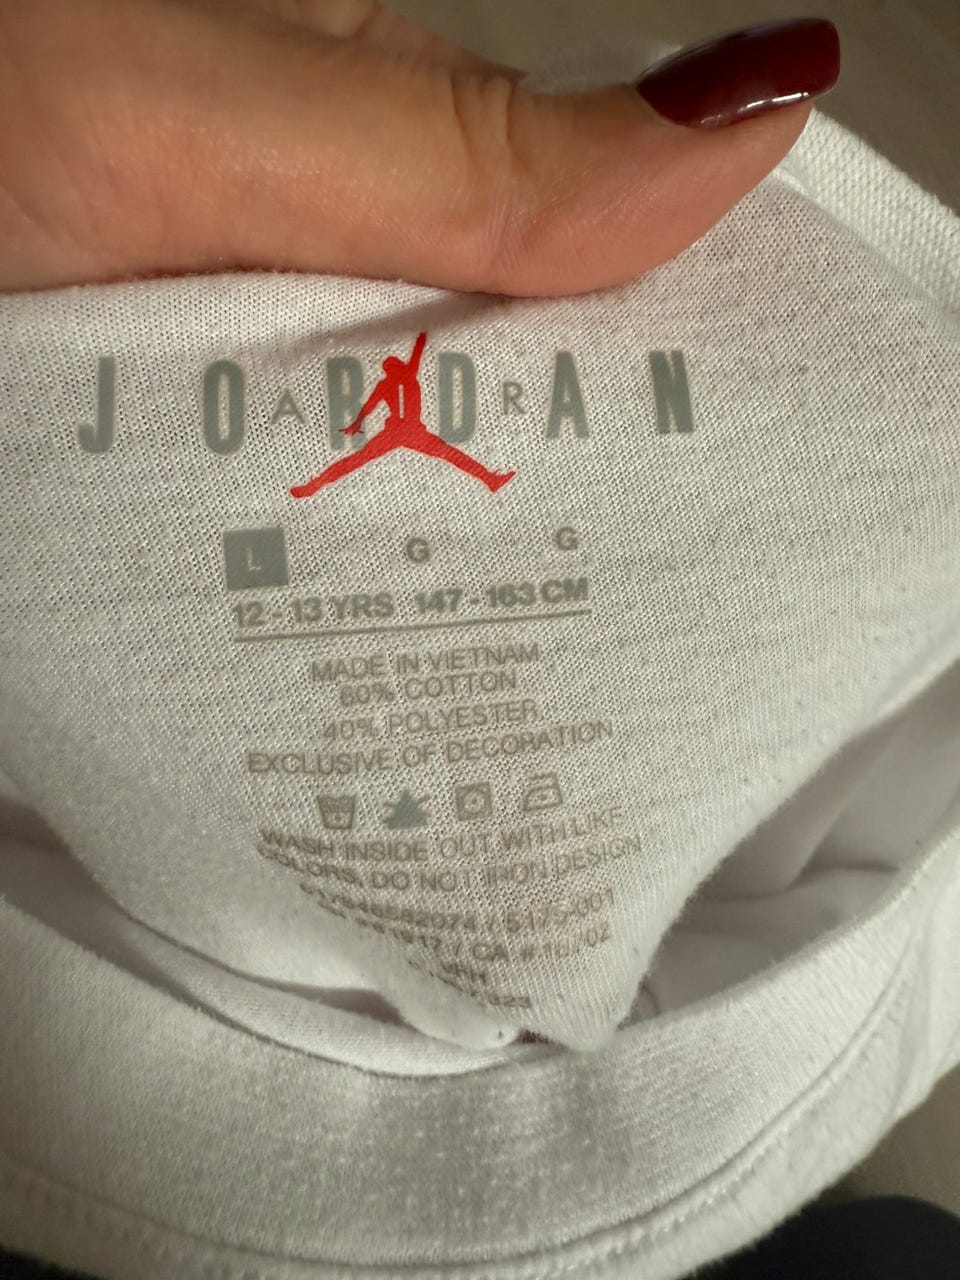 JORDAN
AIR
L G G
12-13 YRS 147-163 CM
MADE IN VIETNAM
60% COTTON
40% POLYESTER
EXCLUSIVE OF DECORATION
WASH INSIDE OUT WITH LIKE
COLORS. DO NOT IRON DESIGN